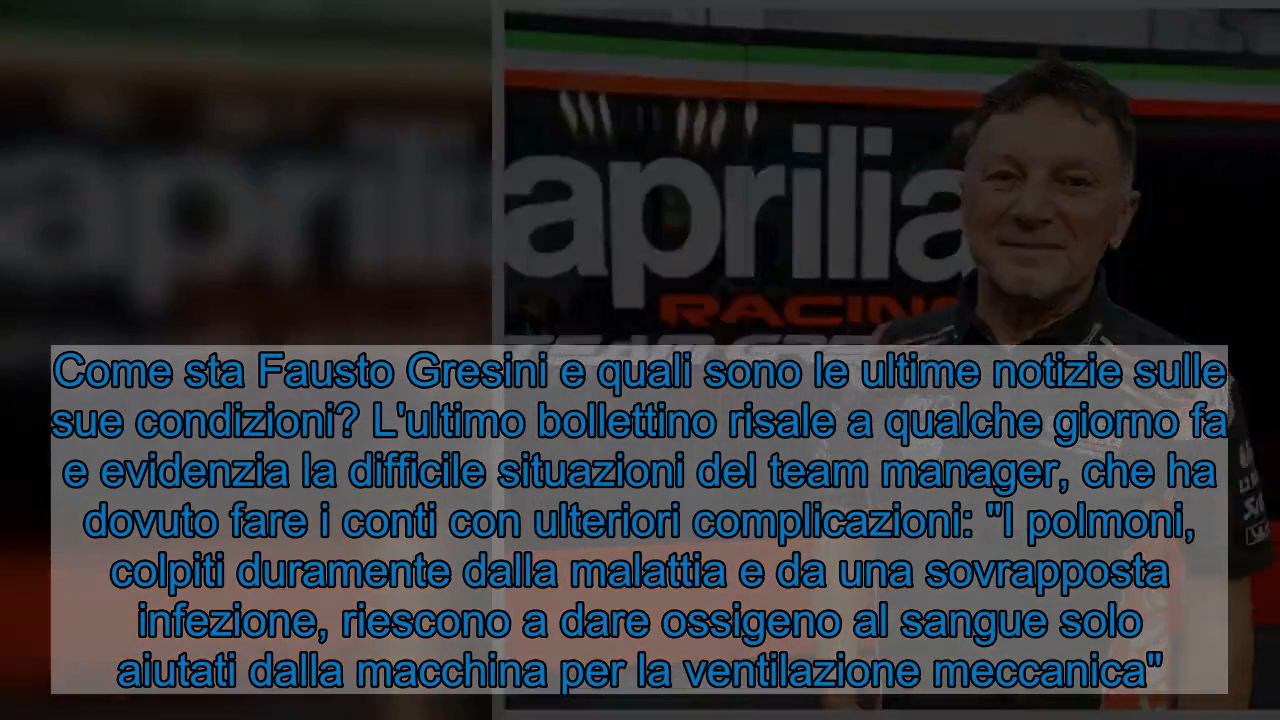 aprilia
aprilia
RACING
TEAM GRE
Come sta Fausto Gresini e quali sono le ultime notizie sulle
sue condizioni? L'ultimo bollettino risale a qualche giorno fa
e evidenzia la difficile situazioni del team manager, che ha
dovuto fare i conti con ulteriori complicazioni: "I polmoni,
colpiti duramente dalla malattia e da una sovrapposta
infezione, riescono a dare ossigeno al sangue solo
aiutati dalla macchina per la ventilazione meccanica"